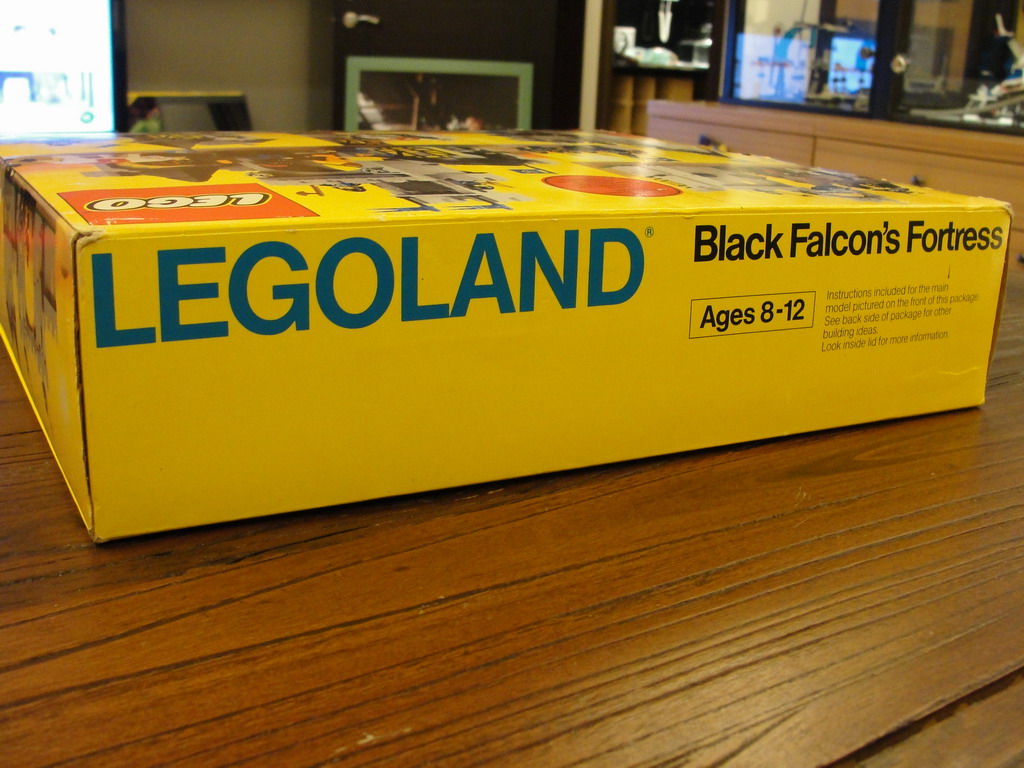 LEGO
LEGOLAND®
Black Falcon's Fortress
Ages 8-12
Instructions included for the main
model pictured on the front of this package.
See back side of package for other
building ideas.
Look inside lid for more information.